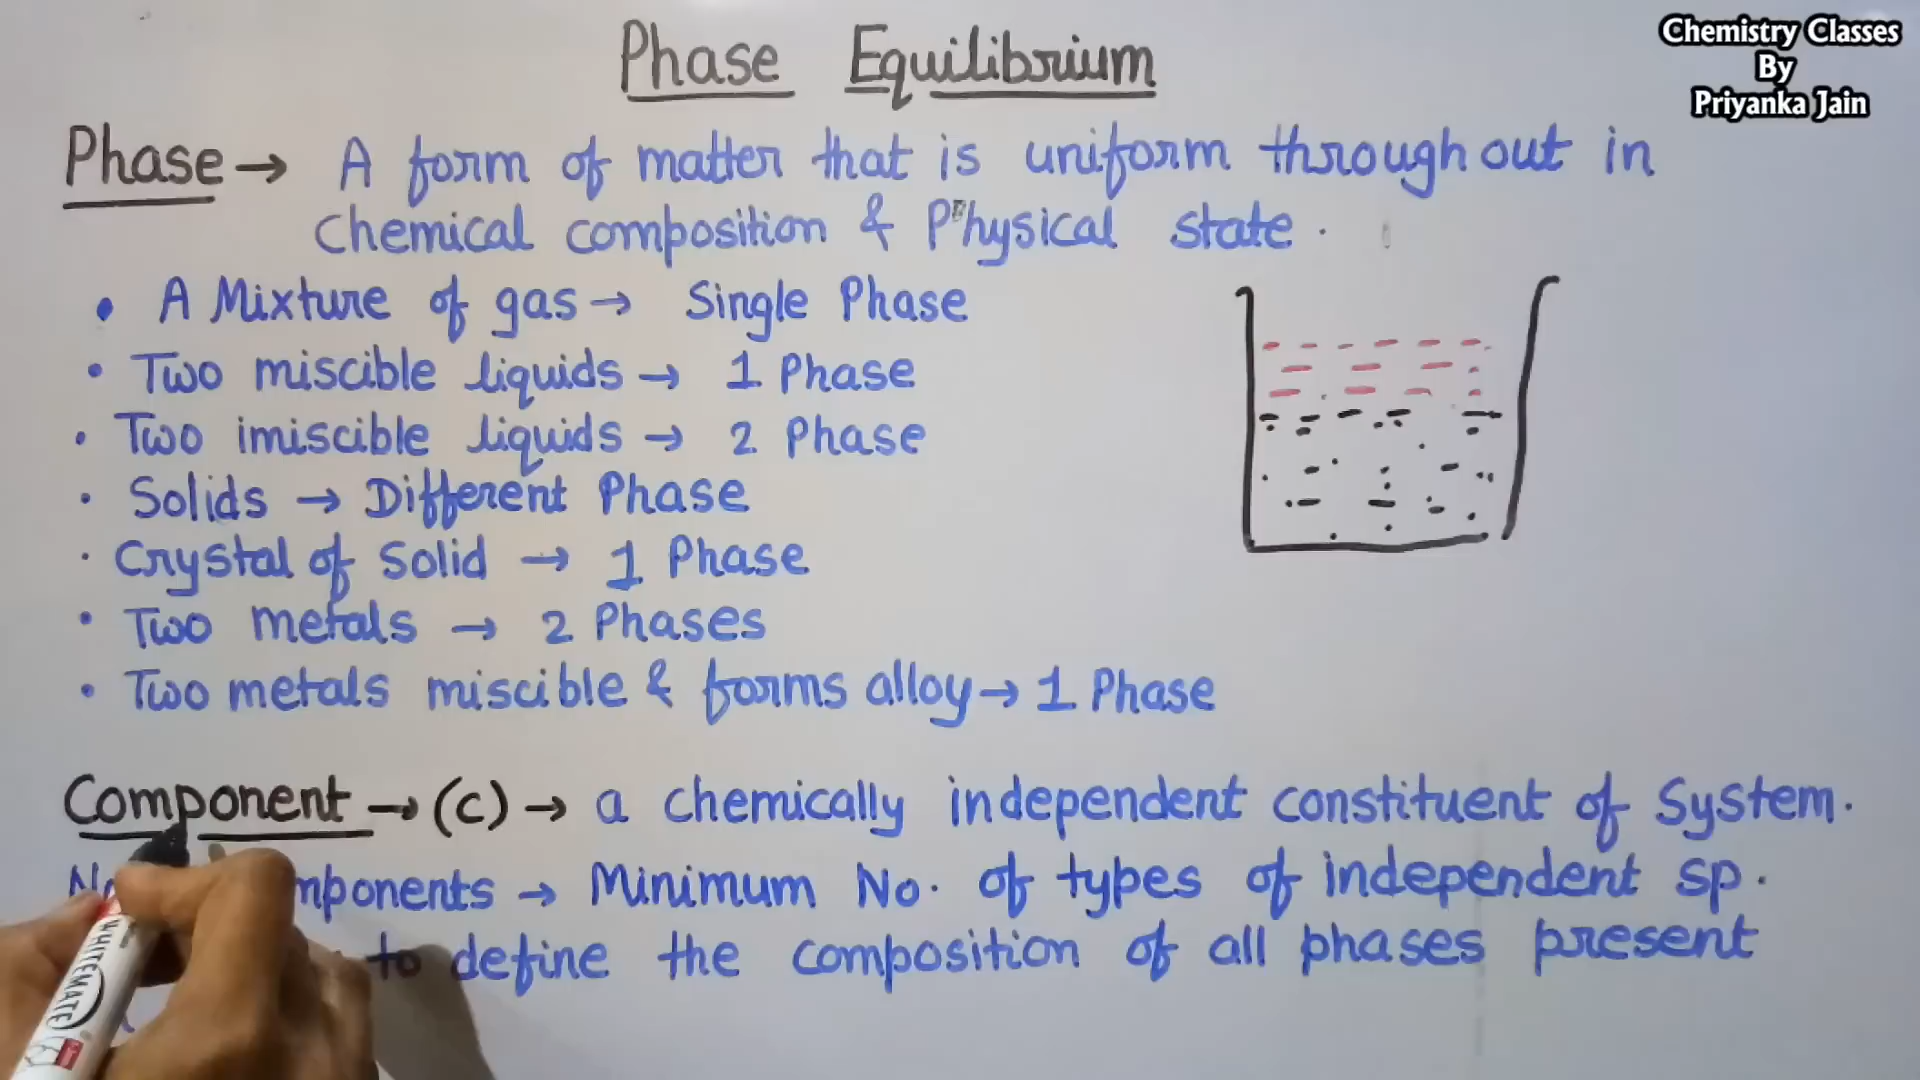 Phase Equilibrium
Chemistry Classes
By
Priyanka Jain
Phase → A form of matter that is uniform through out in
chemical composition & Physical state.
• A Mixture of gas → Single Phase
• Two miscible liquids → 1 Phase
• Two imiscible liquids → 2 Phase
• Solids → Different Phase
• Crystal of Solid → 1 Phase
• Two metals → 2 Phases
• Two metals miscible & forms alloy → 1 Phase
Component → (C) → a chemically independent constituent of System.
mponents → Minimum No. of types of independent sp.
to define the composition of all phases present
WHITEMATE